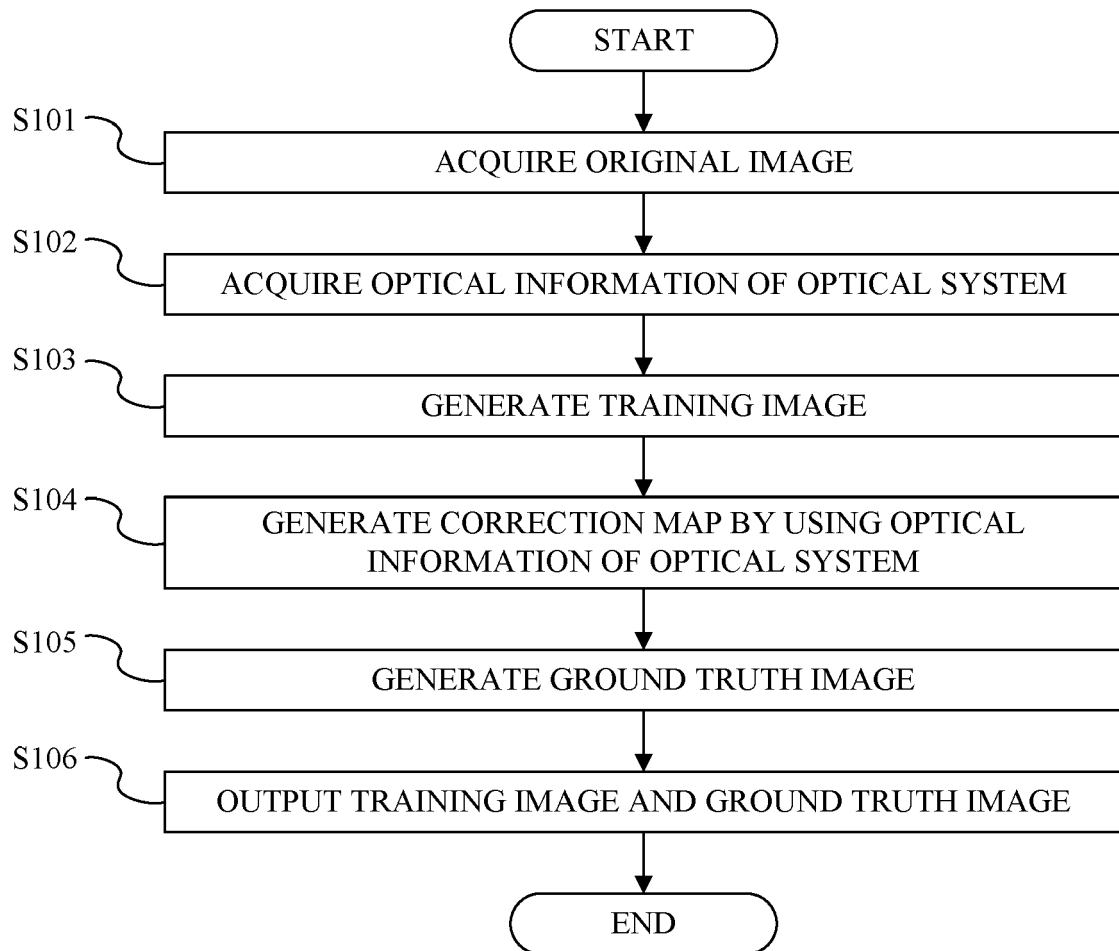 START
S101
ACQUIRE ORIGINAL IMAGE
S102
ACQUIRE OPTICAL INFORMATION OF OPTICAL SYSTEM
S103
GENERATE TRAINING IMAGE
S104
GENERATE CORRECTION MAP BY USING OPTICAL
INFORMATION OF OPTICAL SYSTEM
S105
GENERATE GROUND TRUTH IMAGE
S106
OUTPUT TRAINING IMAGE AND GROUND TRUTH IMAGE
END